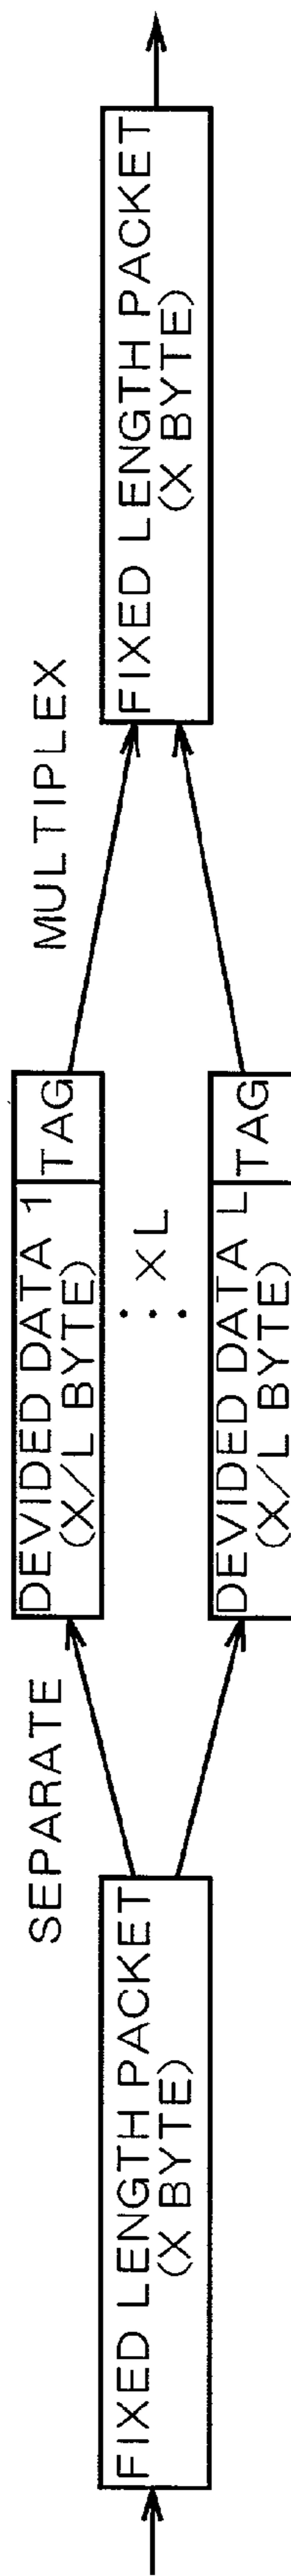 FIXED LENGTH PACKET
(X BYTE)
SEPARATE
DEVIDED DATA 1
(X/L BYTE)
TAG
XL
DEVIDED DATA L
(X/L BYTE)
TAG
MULTIPLEX
FIXED LENGTH PACKET
(X BYTE)